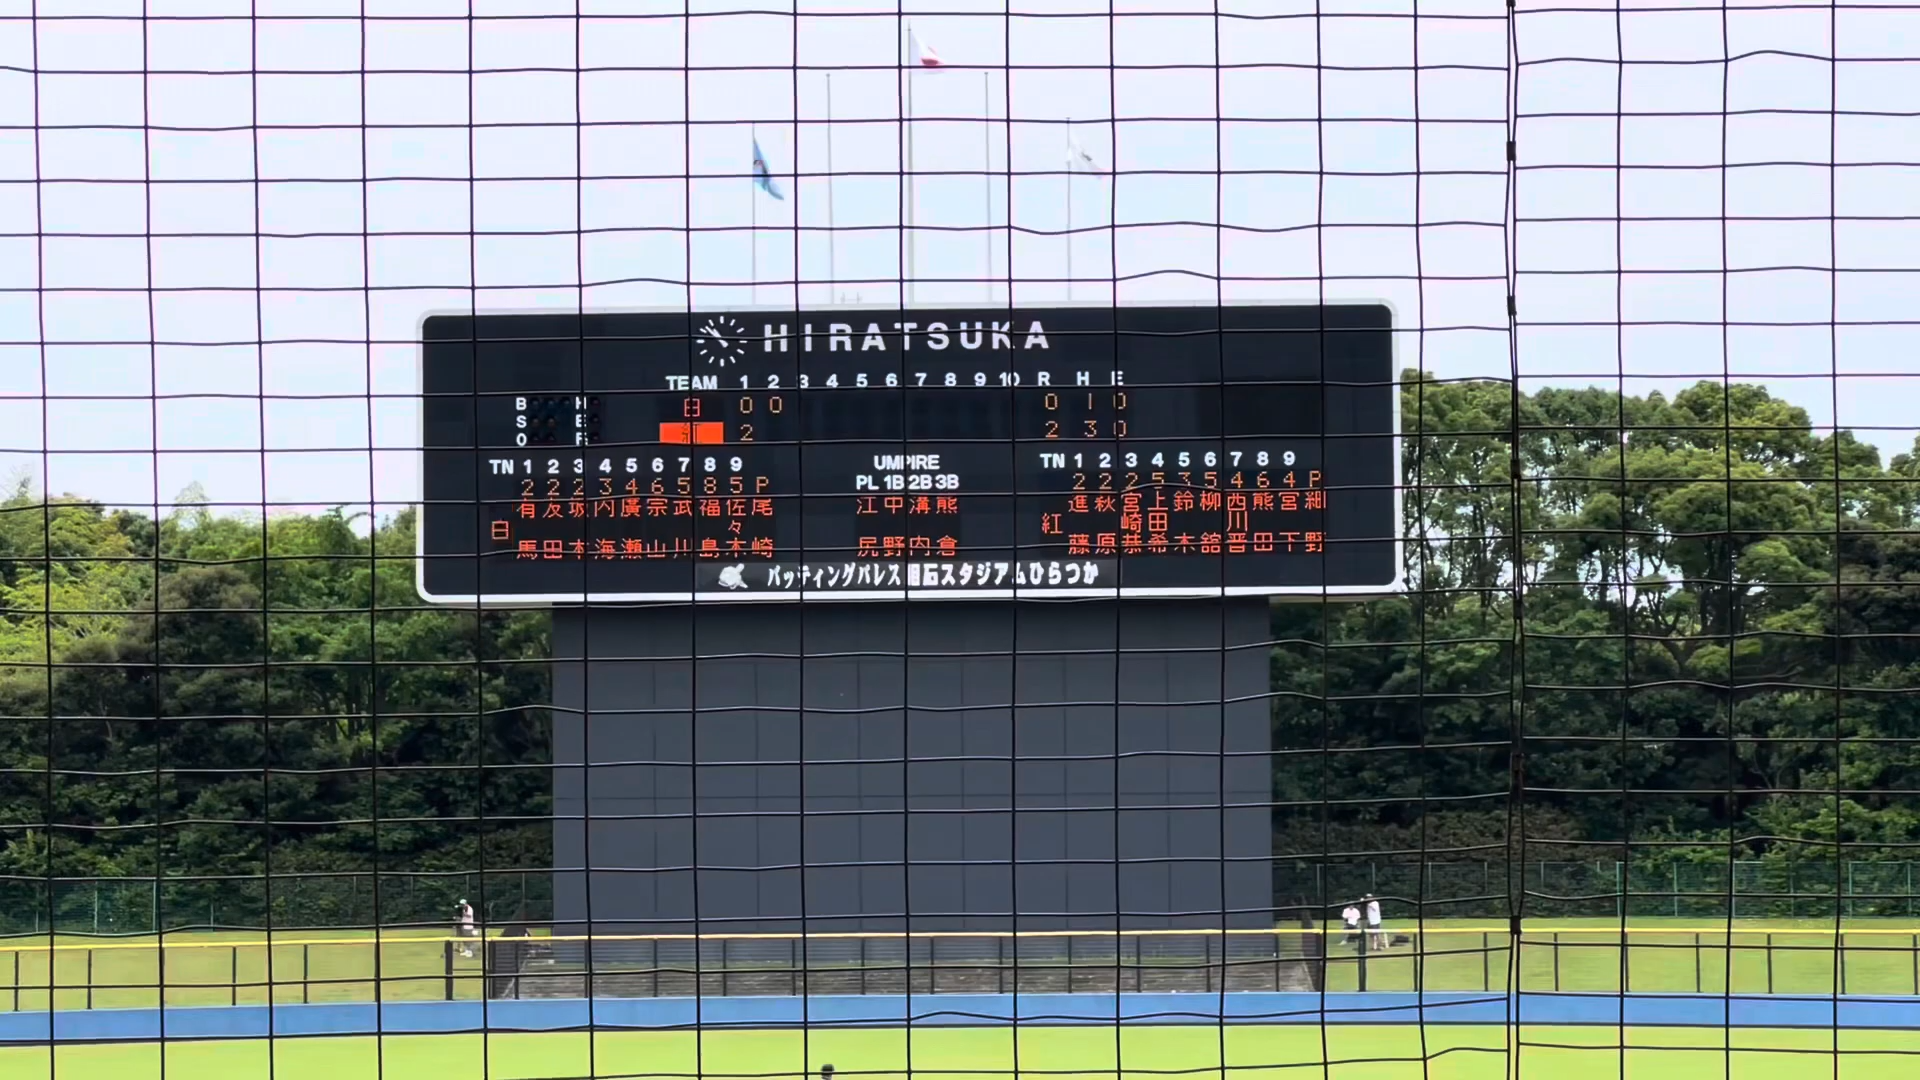 HIRATSUKA
TEAM 1 2 3 4 5 6 7 8 9 10 R H E
B H 白 0 0 0 1 0
S E 紅 2 2 3 0
O F
TN 1 2 3 4 5 6 7 8 9
2 2 2 3 4 6 5 8 5 P
白 有馬 友田 坂本 内海 廣瀬 宗山 武川 福島 佐々木 尾崎
UMPIRE
PL 1B 2B 3B
江尻 中野 溝内 熊倉
TN 1 2 3 4 5 6 7 8 9
2 2 2 5 3 5 4 6 4 P
紅 進藤 秋原 宮崎恭 上田希 鈴木 柳舘 西川晋 熊田 宮下 細野
バッティングパレス相石スタジアムひらつか